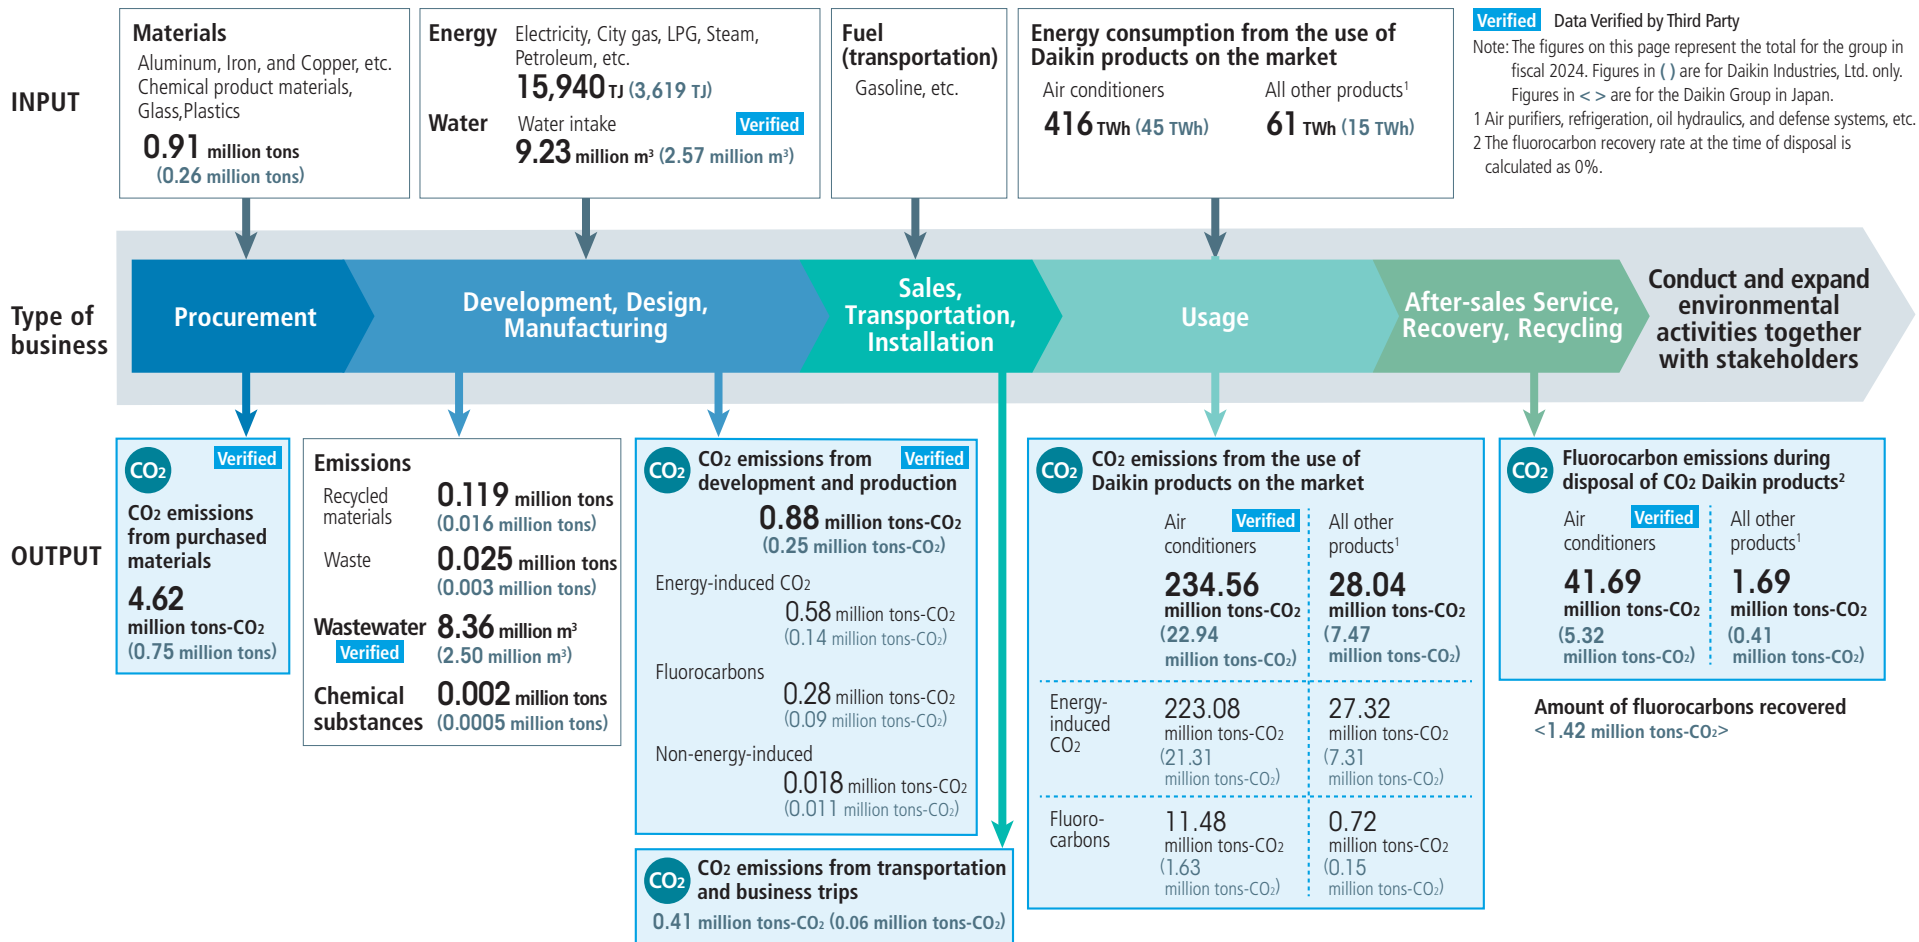 INPUT
Materials
Aluminum, Iron, and Copper, etc.
Chemical product materials,
Glass,Plastics
0.91 million tons
(0.26 million tons)
Energy
Electricity, City gas, LPG, Steam,
Petroleum, etc.
15,940 TJ (3,619 TJ)
Water
Water intake
Verified
9.23 million m³ (2.57 million m³)
Fuel
(transportation)
Gasoline, etc.
Energy consumption from the use of
Daikin products on the market
Air conditioners
416 TWh (45 TWh)
All other products¹
61 TWh (15 TWh)
Verified Data Verified by Third Party
Note: The figures on this page represent the total for the group in
fiscal 2024. Figures in ( ) are for Daikin Industries, Ltd. only.
Figures in < > are for the Daikin Group in Japan.
1 Air purifiers, refrigeration, oil hydraulics, and defense systems, etc.
2 The fluorocarbon recovery rate at the time of disposal is
calculated as 0%.
Type of
business
Procurement
Development, Design,
Manufacturing
Sales,
Transportation,
Installation
Usage
After-sales Service,
Recovery, Recycling
Conduct and expand
environmental
activities together
with stakeholders
OUTPUT
CO₂
Verified
CO₂ emissions
from purchased
materials
4.62
million tons-CO₂
(0.75 million tons)
Emissions
Recycled
materials
0.119 million tons
(0.016 million tons)
Waste
0.025 million tons
(0.003 million tons)
Wastewater
Verified
8.36 million m³
(2.50 million m³)
Chemical
substances
0.002 million tons
(0.0005 million tons)
CO₂
CO₂ emissions from
development and production
Verified
0.88 million tons-CO₂
(0.25 million tons-CO₂)
Energy-induced CO₂
0.58 million tons-CO₂
(0.14 million tons-CO₂)
Fluorocarbons
0.28 million tons-CO₂
(0.09 million tons-CO₂)
Non-energy-induced
0.018 million tons-CO₂
(0.011 million tons-CO₂)
CO₂
CO₂ emissions from transportation
and business trips
0.41 million tons-CO₂ (0.06 million tons-CO₂)
CO₂
CO₂ emissions from the use of
Daikin products on the market
Air
conditioners
Verified
234.56
million tons-CO₂
(22.94
million tons-CO₂)
All other
products¹
28.04
million tons-CO₂
(7.47
million tons-CO₂)
Energy-
induced
CO₂
223.08
million tons-CO₂
(21.31
million tons-CO₂)
27.32
million tons-CO₂
(7.31
million tons-CO₂)
Fluoro-
carbons
11.48
million tons-CO₂
(1.63
million tons-CO₂)
0.72
million tons-CO₂
(0.15
million tons-CO₂)
CO₂
Fluorocarbon emissions during
disposal of CO₂ Daikin products²
Air
conditioners
Verified
41.69
million tons-CO₂
(5.32
million tons-CO₂)
All other
products¹
1.69
million tons-CO₂
(0.41
million tons-CO₂)
Amount of fluorocarbons recovered
<1.42 million tons-CO₂>